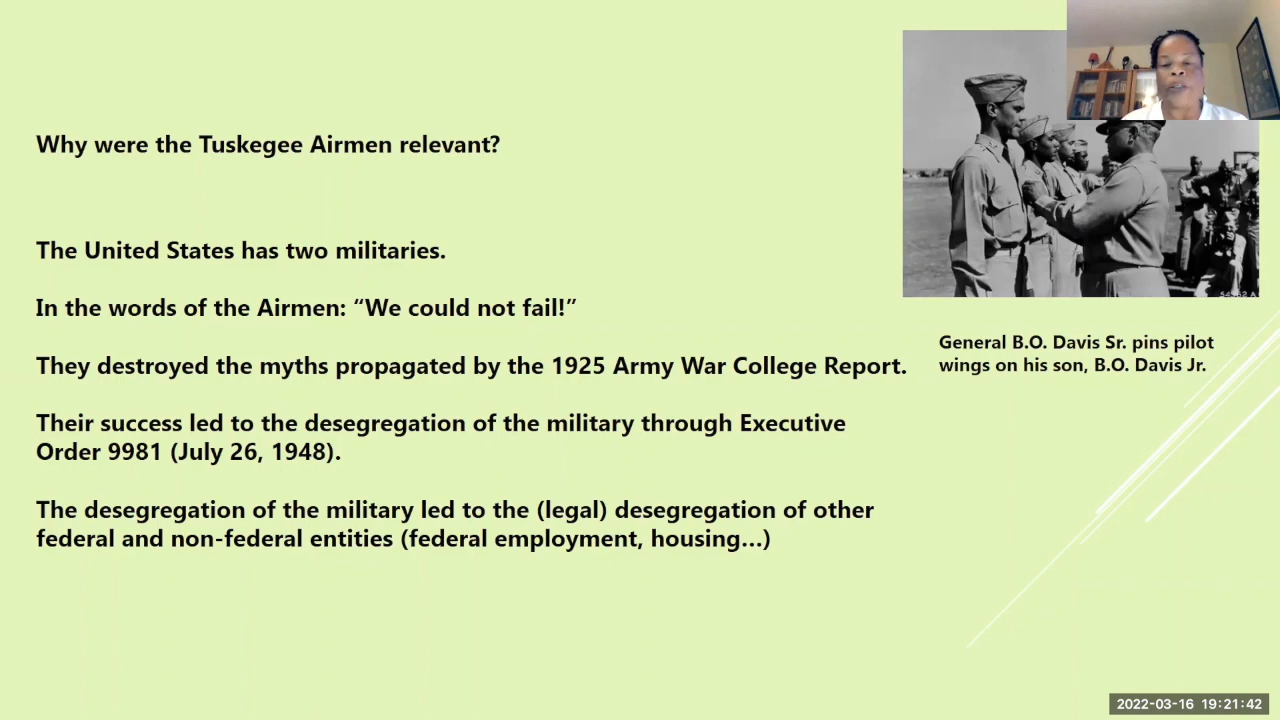 Why were the Tuskegee Airmen relevant?
The United States has two militaries.
In the words of the Airmen: “We could not fail!”
They destroyed the myths propagated by the 1925 Army War College Report.
Their success led to the desegregation of the military through Executive
Order 9981 (July 26, 1948).
The desegregation of the military led to the (legal) desegregation of other
federal and non-federal entities (federal employment, housing…)
General B.O. Davis Sr. pins pilot
wings on his son, B.O. Davis Jr.
2022-03-16 19:21:42